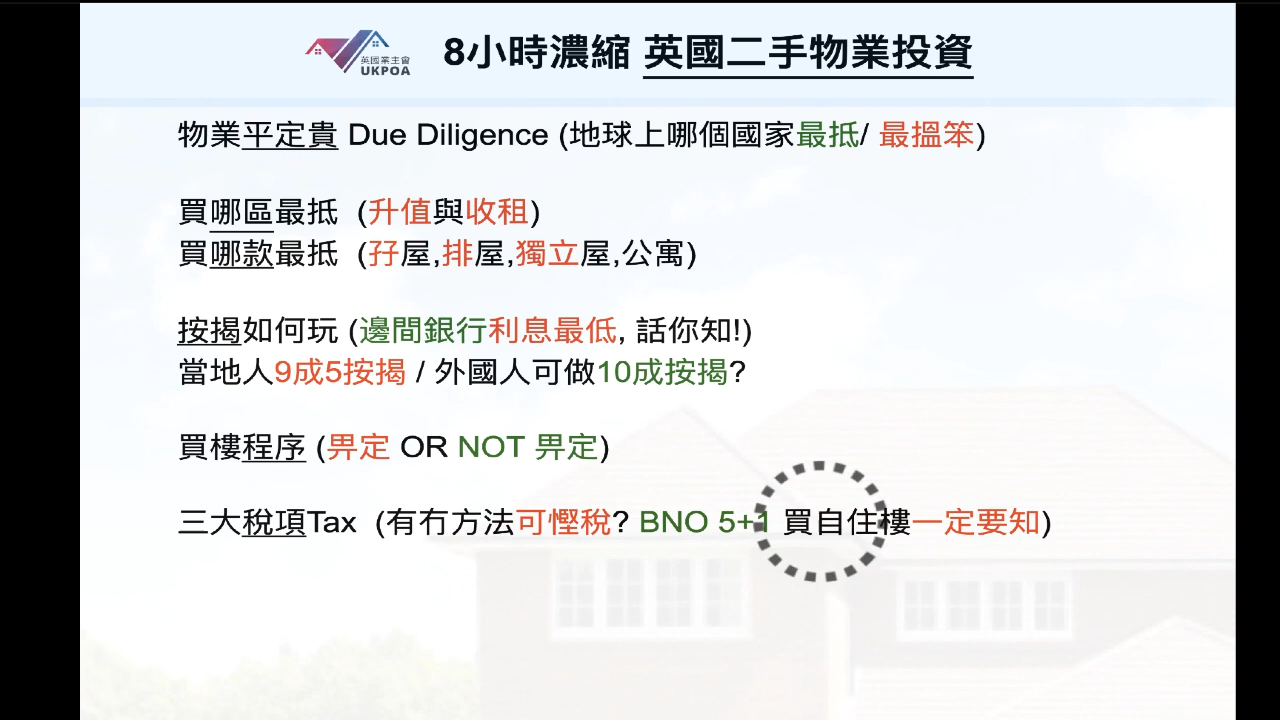 英國業主會
UKPOA
8小時濃縮 英國二手物業投資
物業平定貴 Due Diligence (地球上哪個國家最抵/ 最搵笨)
買哪區最抵 (升值與收租)
買哪款最抵 (孖屋,排屋,獨立屋,公寓)
按揭如何玩 (邊間銀行利息最低, 話你知!)
當地人9成5按揭 / 外國人可做10成按揭?
買樓程序 (畀定 OR NOT 畀定)
三大稅項Tax (有冇方法可慳稅? BNO 5+1 買自住樓一定要知)